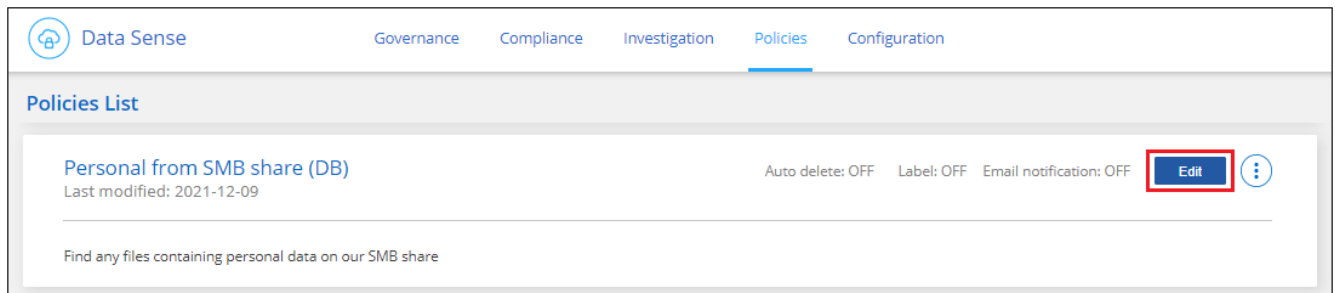 Data Sense Governance Compliance Investigation Policies Configuration
Policies List
Personal from SMB share (DB) Auto delete: OFF Label: OFF Email notification: OFF Edit
Last modified: 2021-12-09
Find any files containing personal data on our SMB share